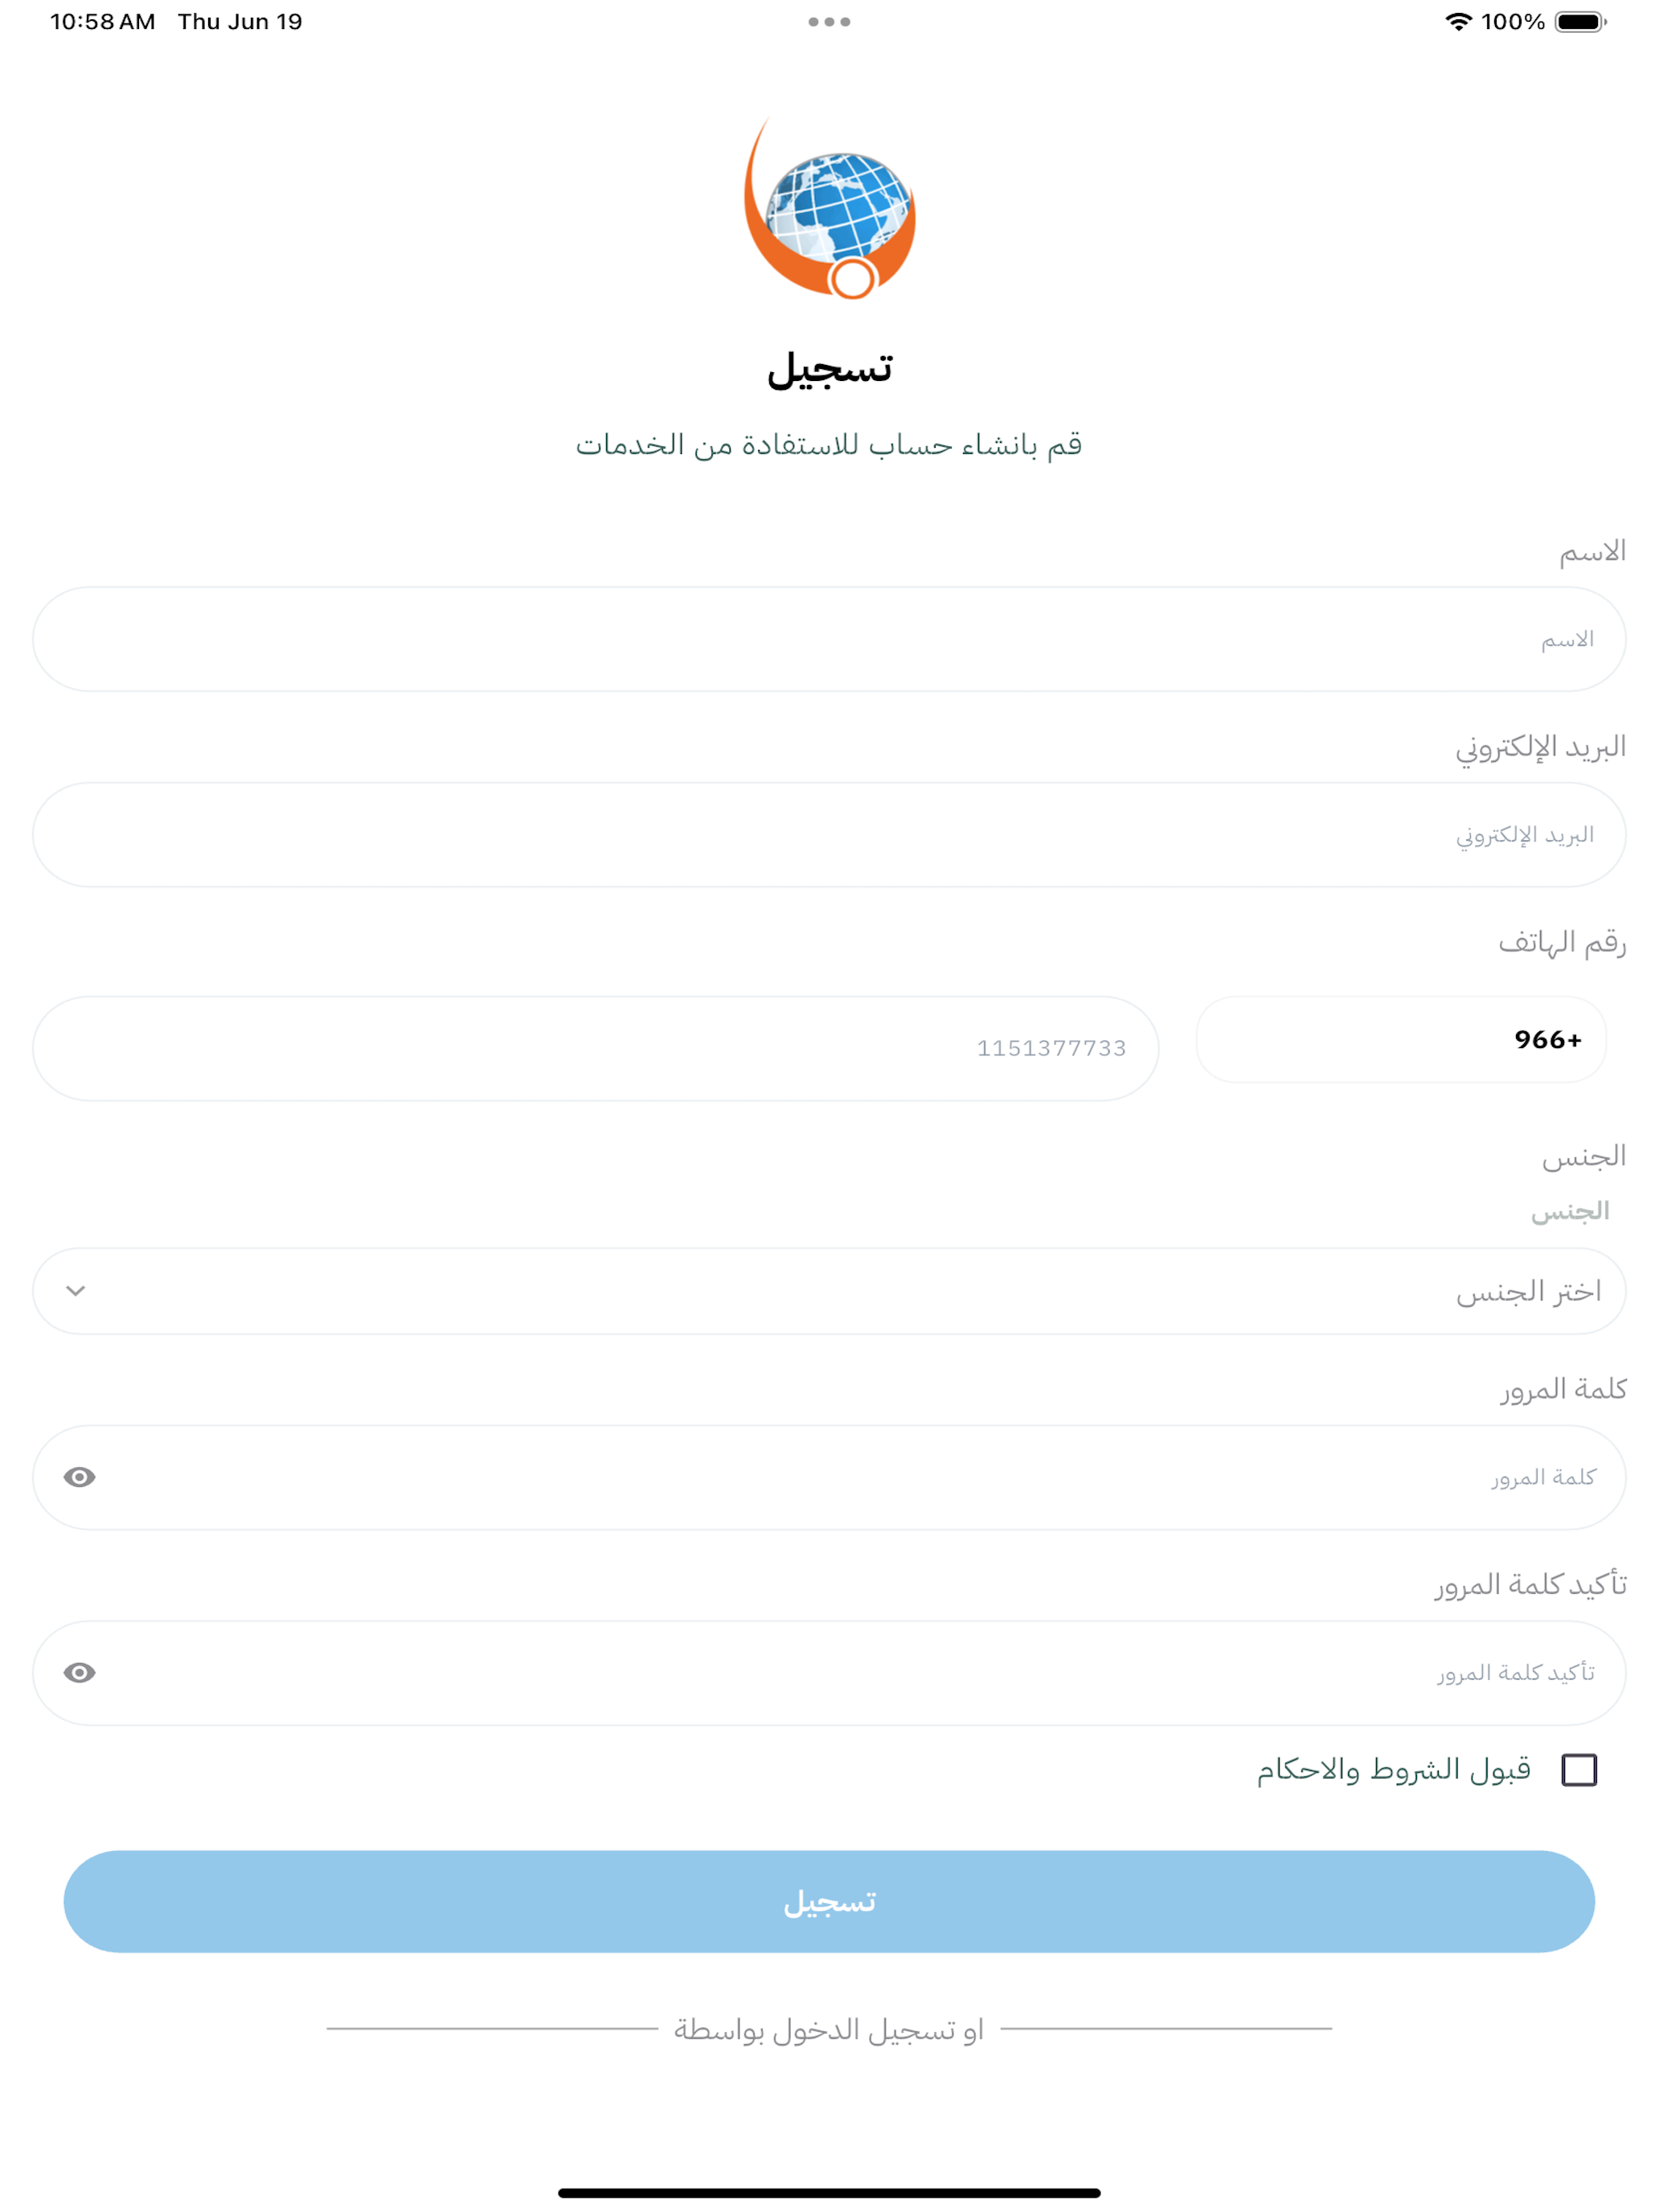 10:58 AM Thu Jun 19
100%
تسجيل
قم بانشاء حساب للاستفادة من الخدمات
الاسم
الاسم
البريد الإلكتروني
البريد الإلكتروني
رقم الهاتف
966+
1151377733
الجنس
الجنس
اختر الجنس
كلمة المرور
كلمة المرور
تأكيد كلمة المرور
تأكيد كلمة المرور
قبول الشروط والاحكام
تسجيل
او تسجيل الدخول بواسطة